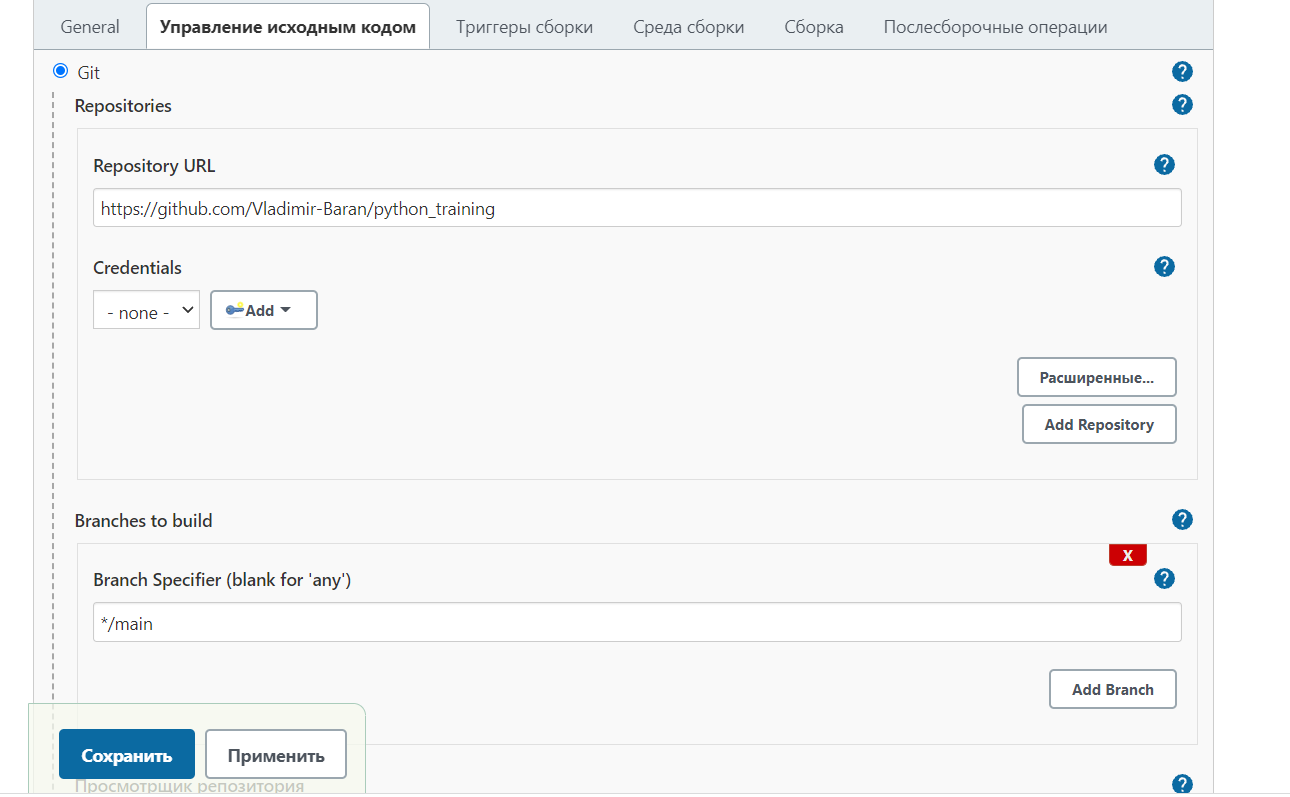 General Управление исходным кодом Триггеры сборки Среда сборки Сборка Послесборочные операции
Git ?
Repositories ?
Repository URL ?
https://github.com/Vladimir-Baran/python_training
Credentials ?
- none - Add
Расширенные...
Add Repository
Branches to build ?
X
Branch Specifier (blank for 'any') ?
*/main
Add Branch
Сохранить Применить
Просмотрщик репозитория ?